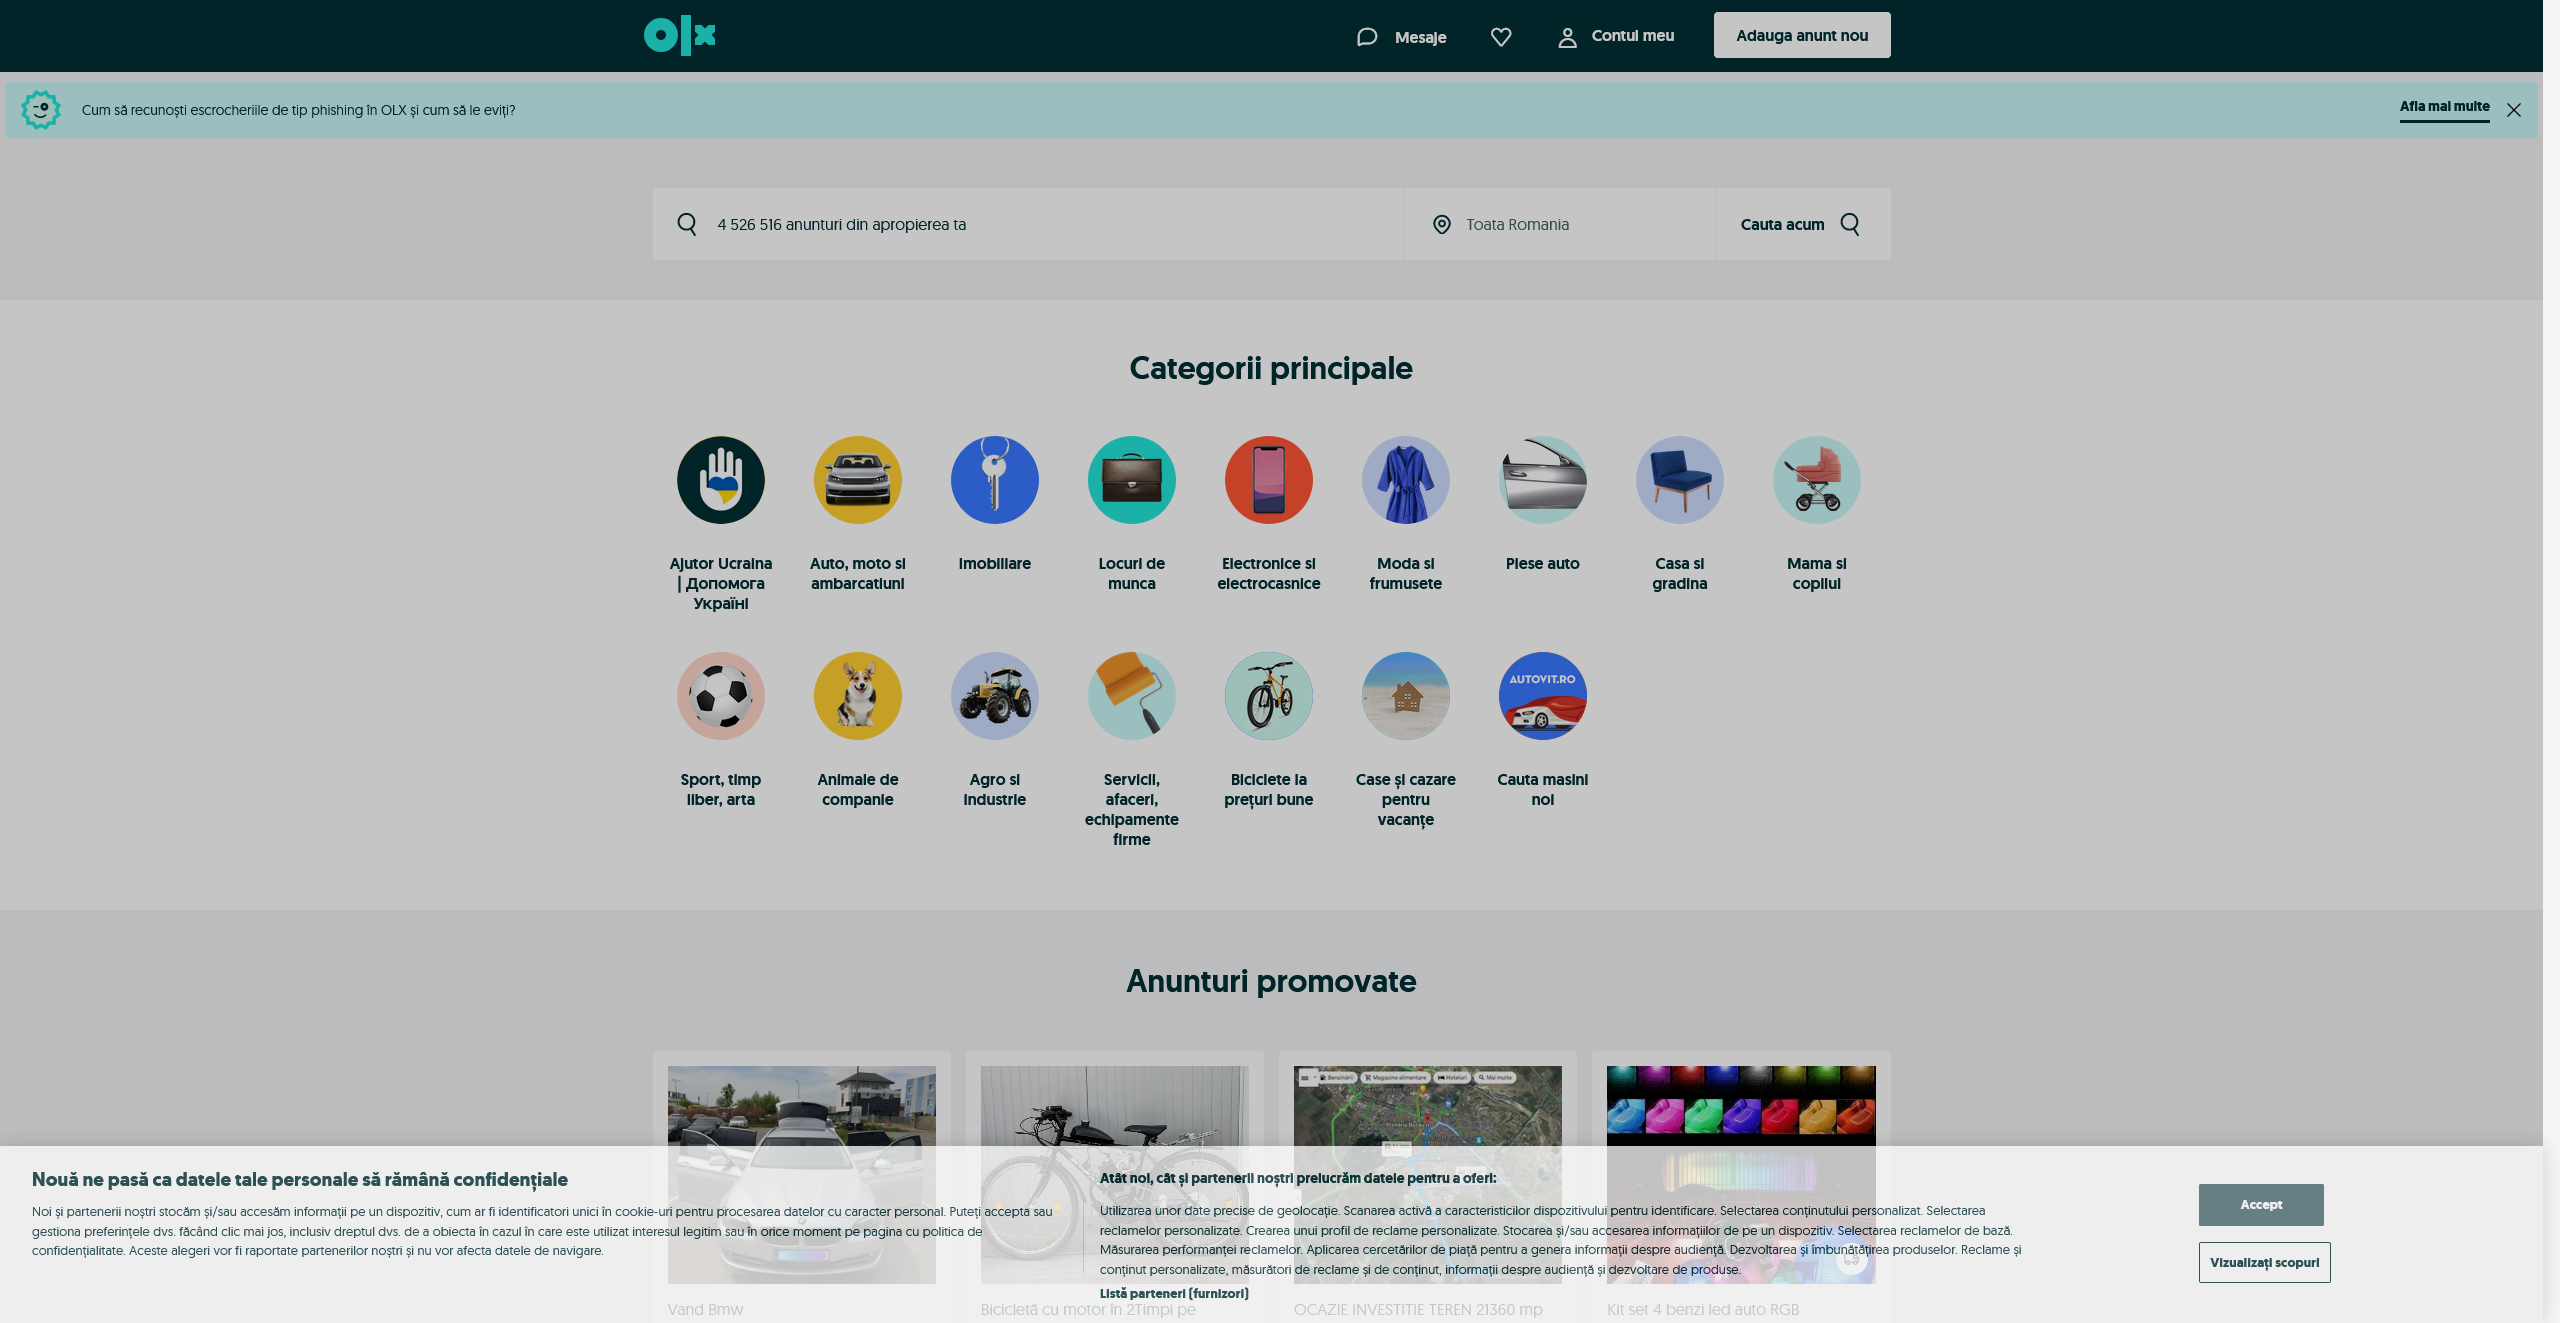 olx
Mesaje
Contul meu
Adauga anunt nou
Cum să recunoști escrocheriile de tip phishing în OLX și cum să le eviți?
Afla mai multe
4 526 516 anunturi din apropierea ta
Toata Romania
Cauta acum
Categorii principale
Ajutor Ucraina
| Допомога
Україні
Auto, moto si
ambarcatiuni
Imobiliare
Locuri de
munca
Electronice si
electrocasnice
Moda si
frumusete
Piese auto
Casa si
gradina
Mama si
copilul
AUTOVIT.RO
Sport, timp
liber, arta
Animale de
companie
Agro si
industrie
Servicii,
afaceri,
echipamente
firme
Biciclete la
prețuri bune
Case și cazare
pentru
vacanțe
Cauta masini
noi
Anunturi promovate
Benzinării
Magazine alimentare
Hoteluri
Mai multe
Nouă ne pasă ca datele tale personale să rămână confidențiale
Noi și partenerii noștri stocăm și/sau accesăm informații pe un dispozitiv, cum ar fi identificatori unici în cookie-uri pentru procesarea datelor cu caracter personal. Puteți accepta sau
gestiona preferințele dvs. făcând clic mai jos, inclusiv dreptul dvs. de a obiecta în cazul în care este utilizat interesul legitim sau în orice moment pe pagina cu politica de
confidențialitate. Aceste alegeri vor fi raportate partenerilor noștri și nu vor afecta datele de navigare.
Atât noi, cât și partenerii noștri prelucrăm datele pentru a oferi:
Utilizarea unor date precise de geolocație. Scanarea activă a caracteristicilor dispozitivului pentru identificare. Selectarea conținutului personalizat. Selectarea
reclamelor personalizate. Crearea unui profil de reclame personalizate. Stocarea și/sau accesarea informațiilor de pe un dispozitiv. Selectarea reclamelor de bază.
Măsurarea performanței reclamelor. Aplicarea cercetărilor de piață pentru a genera informații despre audiență. Dezvoltarea și îmbunătățirea produselor. Reclame și
conținut personalizate, măsurători de reclame și de conținut, informații despre audiență și dezvoltare de produse.
Listă parteneri (furnizori)
Accept
Vizualizați scopuri
Vand Bmw
Bicicletă cu motor în 2Timpi pe
OCAZIE INVESTITIE TEREN 21360 mp
Kit set 4 benzi led auto RGB